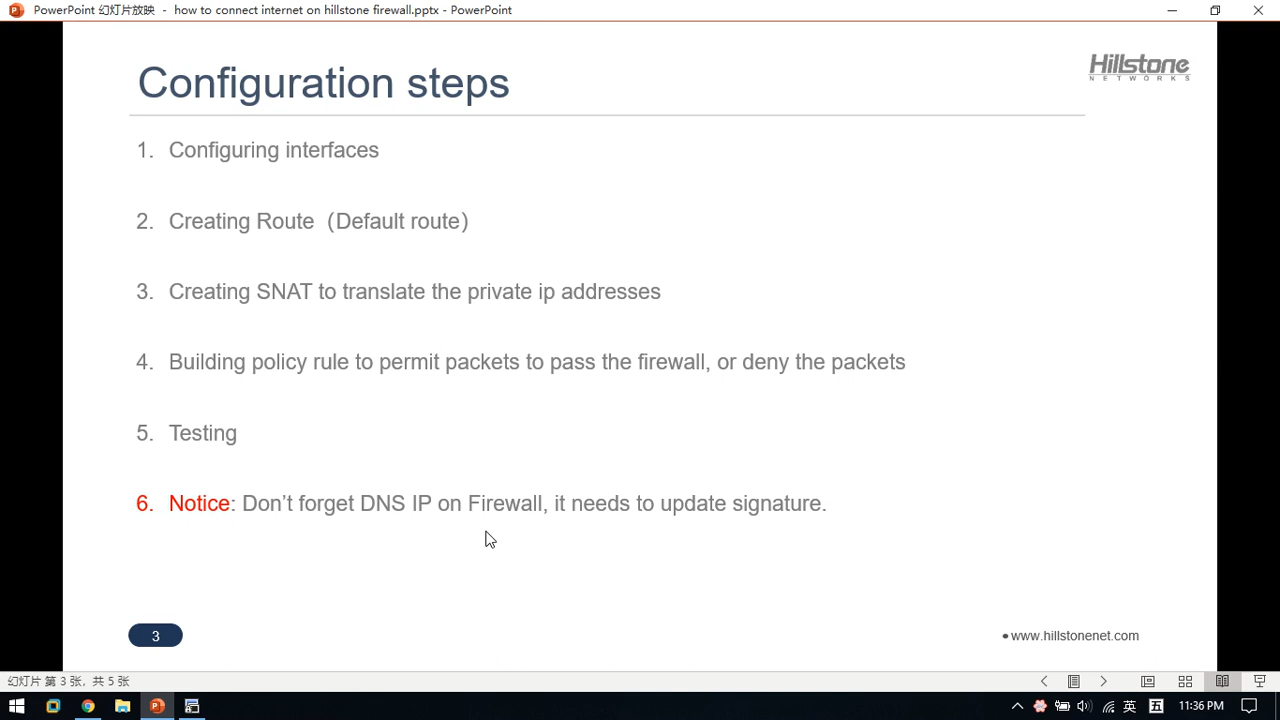 PowerPoint 幻灯片放映 - how to connect internet on hillstone firewall.pptx - PowerPoint
Hillstone
NETWORKS
Configuration steps
1. Configuring interfaces
2. Creating Route（Default route）
3. Creating SNAT to translate the private ip addresses
4. Building policy rule to permit packets to pass the firewall, or deny the packets
5. Testing
6. Notice: Don’t forget DNS IP on Firewall, it needs to update signature.
3
•www.hillstonenet.com
幻灯片 第 3 张，共 5 张
英 五 11:36 PM